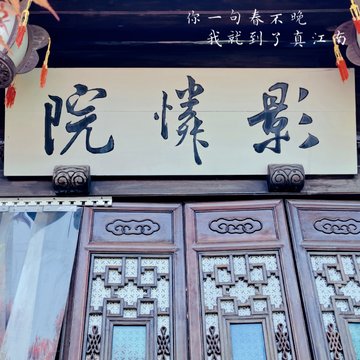 你一句春不晚
我就到了真江南
影憐院